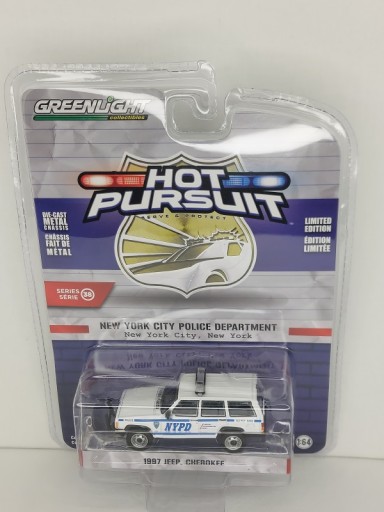 GREENLIGHT
collectibles
HOT
PURSUIT
SERVE & PROTECT
DIE-CAST
METAL
CHASSIS
CHÂSSIS
FAIT DE
MÉTAL
LIMITED
EDITION
ÉDITION
LIMITÉE
SERIES
SÉRIE
38
NEW YORK CITY POLICE DEPARTMENT
New York City, New York
NYPD
1997 JEEP CHEROKEE
1:64